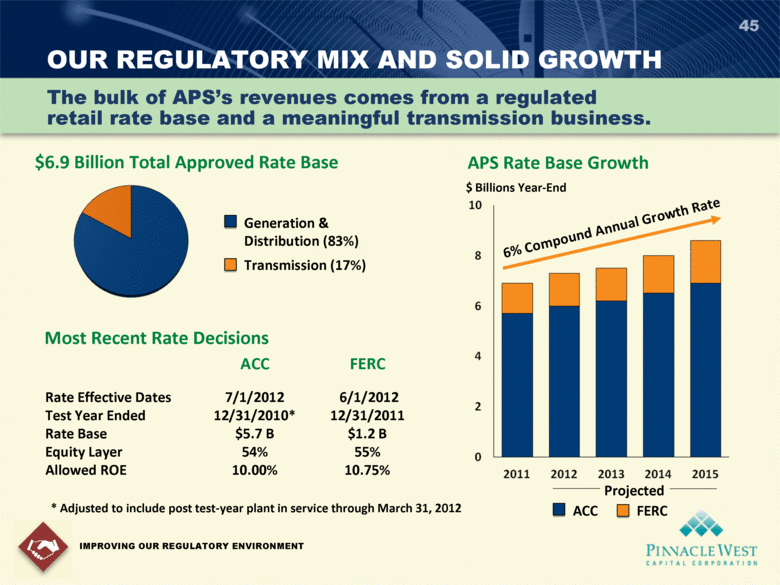 45
OUR REGULATORY MIX AND SOLID GROWTH
The bulk of APS’s revenues comes from a regulated
retail rate base and a meaningful transmission business.
$6.9 Billion Total Approved Rate Base
Generation &
Distribution (83%)
Transmission (17%)
Most Recent Rate Decisions
ACC FERC
Rate Effective Dates 7/1/2012 6/1/2012
Test Year Ended 12/31/2010* 12/31/2011
Rate Base $5.7 B $1.2 B
Equity Layer 54% 55%
Allowed ROE 10.00% 10.75%
* Adjusted to include post test-year plant in service through March 31, 2012
APS Rate Base Growth
$ Billions Year-End
10
8
6
4
2
0
6% Compound Annual Growth Rate
2011 2012 2013 2014 2015
Projected
ACC FERC
IMPROVING OUR REGULATORY ENVIRONMENT
PINNACLE WEST
CAPITAL CORPORATION